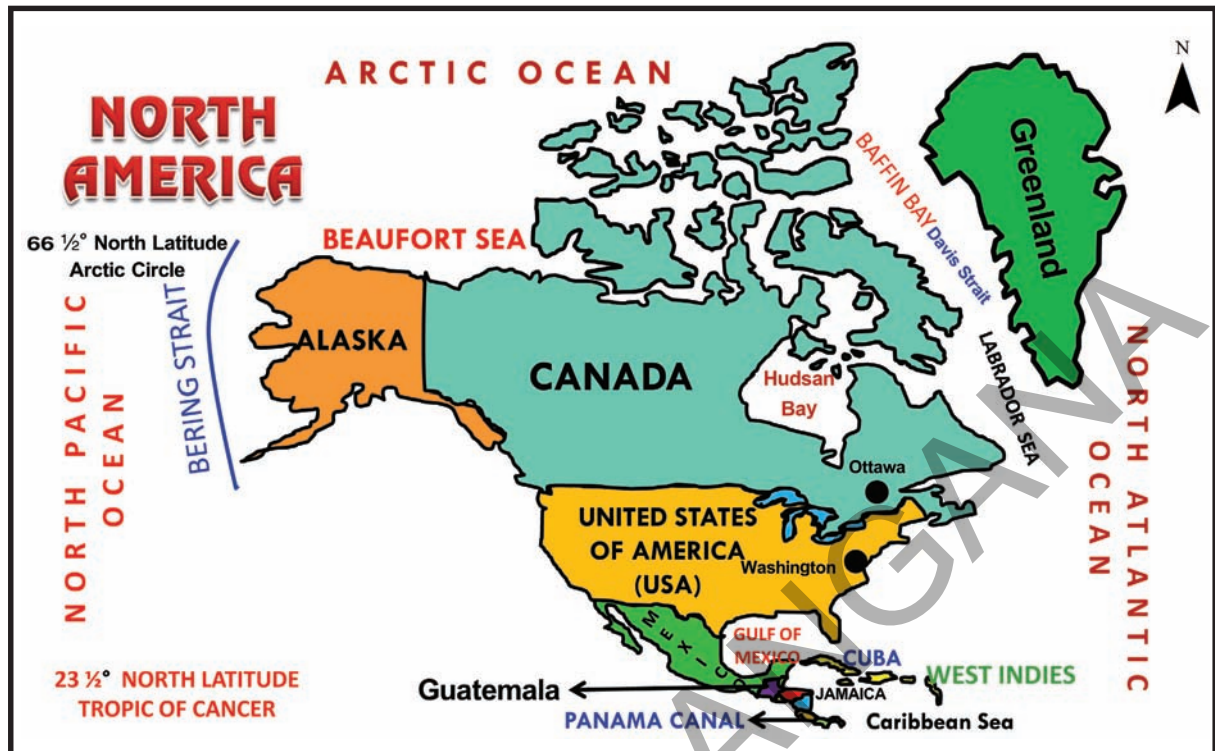 ARCTIC OCEAN
N
NORTH
AMERICA
Greenland
BAFFIN BAY
Davis Strait
66 ½° North Latitude
Arctic Circle
BEAUFORT SEA
BERING STRAIT
NORTH PACIFIC
OCEAN
ALASKA
CANADA
Hudsan
Bay
LABRADOR SEA
NORTH ATLANTIC
OCEAN
Ottawa
UNITED STATES
OF AMERICA
(USA)
Washington
MEXICO
GULF OF
MEXICO
CUBA
WEST INDIES
23 ½° NORTH LATITUDE
TROPIC OF CANCER
Guatemala
JAMAICA
PANAMA CANAL
Caribbean Sea
ANGANA